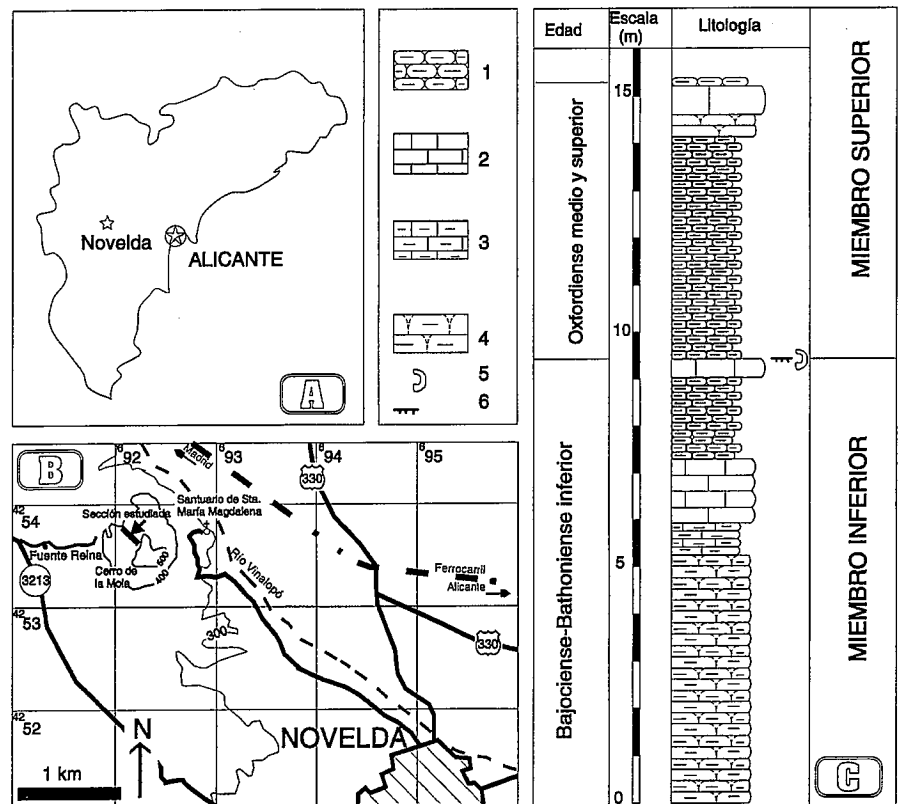 Novelda
ALICANTE
A
1
2
3
4
5
6
B
92
93
94
95
Madrid
330
Santuario de Sta.
María Magdalena
Sección estudiada
42
54
Fuente Reina
Cerro de
la Mola
500
400
3213
Río Vinalopó
Ferrocarril
Alicante
42
53
300
330
42
52
N
NOVELDA
1 km
Edad
Escala
(m)
Litología
15
10
5
0
Oxfordiense medio y superior
Bajociense-Bathoniense inferior
MIEMBRO SUPERIOR
MIEMBRO INFERIOR
C